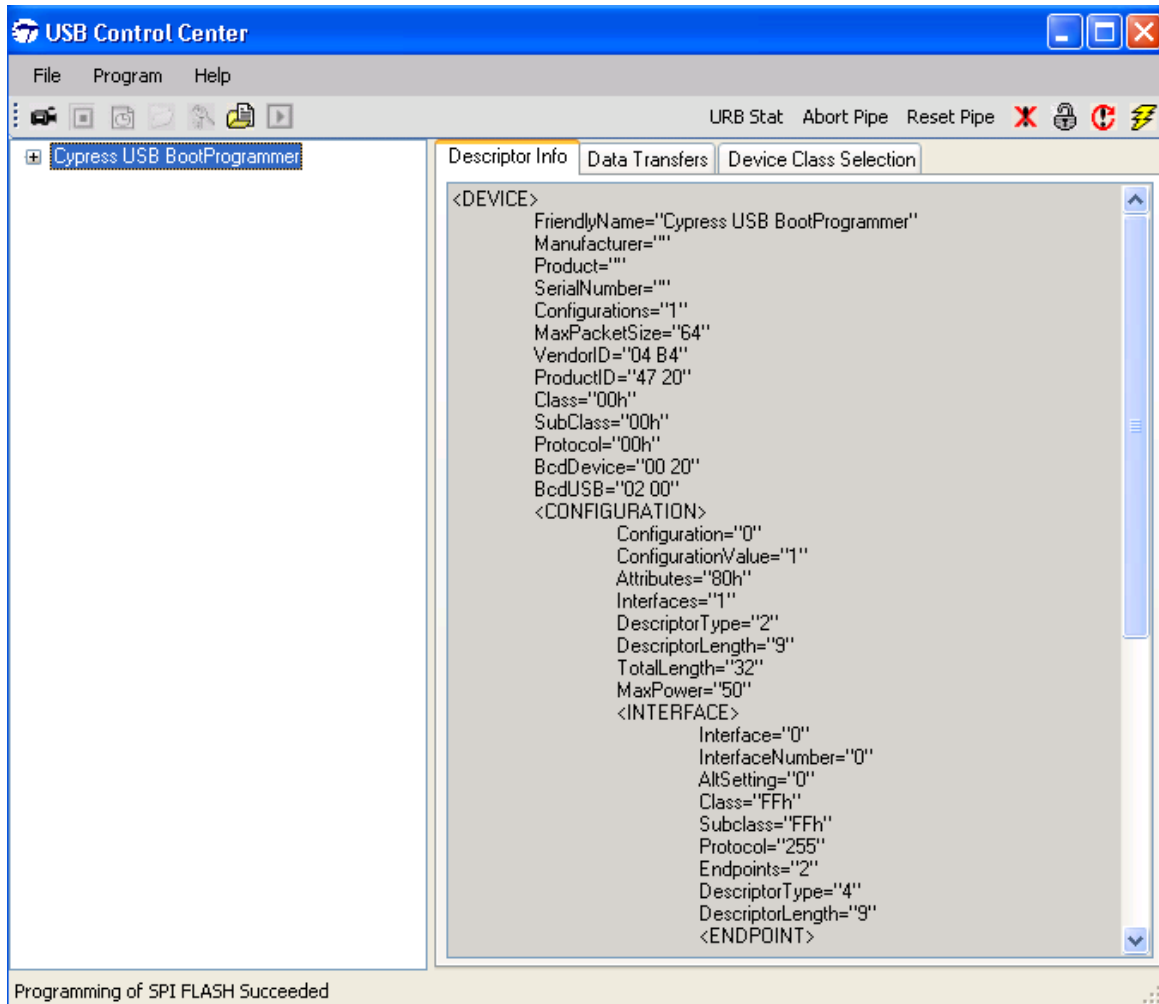 USB Control Center
File Program Help
URB Stat Abort Pipe Reset Pipe
Cypress USB BootProgrammer
Descriptor Info Data Transfers Device Class Selection
<DEVICE>
FriendlyName="Cypress USB BootProgrammer"
Manufacturer=""
Product=""
SerialNumber=""
Configurations="1"
MaxPacketSize="64"
VendorID="04 B4"
ProductID="47 20"
Class="00h"
SubClass="00h"
Protocol="00h"
BcdDevice="00 20"
BcdUSB="02 00"
<CONFIGURATION>
Configuration="0"
ConfigurationValue="1"
Attributes="80h"
Interfaces="1"
DescriptorType="2"
DescriptorLength="9"
TotalLength="32"
MaxPower="50"
<INTERFACE>
Interface="0"
InterfaceNumber="0"
AltSetting="0"
Class="FFh"
Subclass="FFh"
Protocol="255"
Endpoints="2"
DescriptorType="4"
DescriptorLength="9"
<ENDPOINT>
Programming of SPI FLASH Succeeded